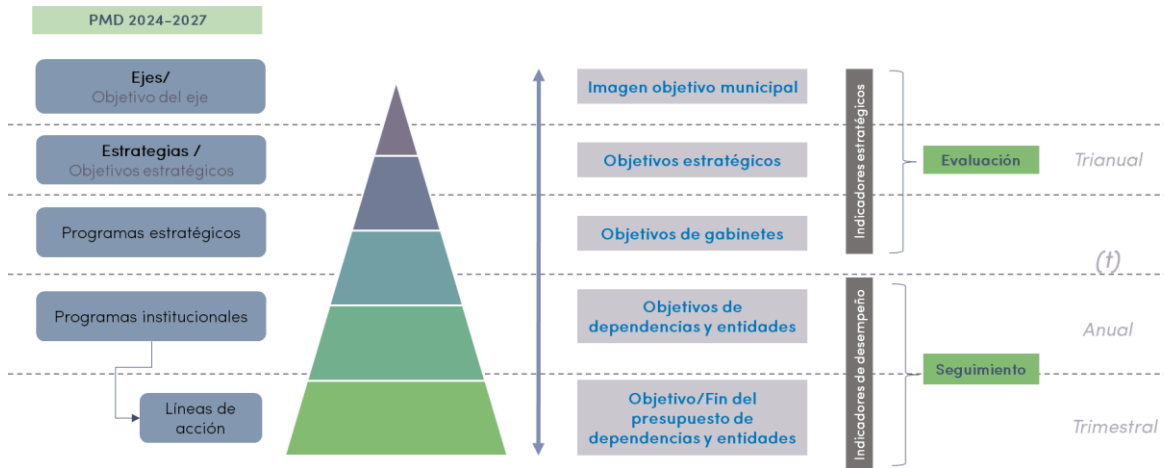 PMD 2024-2027
Ejes/
Objetivo del eje
Imagen objetivo municipal
Estrategias /
Objetivos estratégicos
Objetivos estratégicos
Indicadores estratégicos
Evaluación
Trianual
Programas estratégicos
Objetivos de gabinetes
(t)
Programas institucionales
Objetivos de
dependencias y entidades
Anual
Indicadores de desempeño
Seguimiento
Líneas de
acción
Objetivo/Fin del
presupuesto de
dependencias y entidades
Trimestral